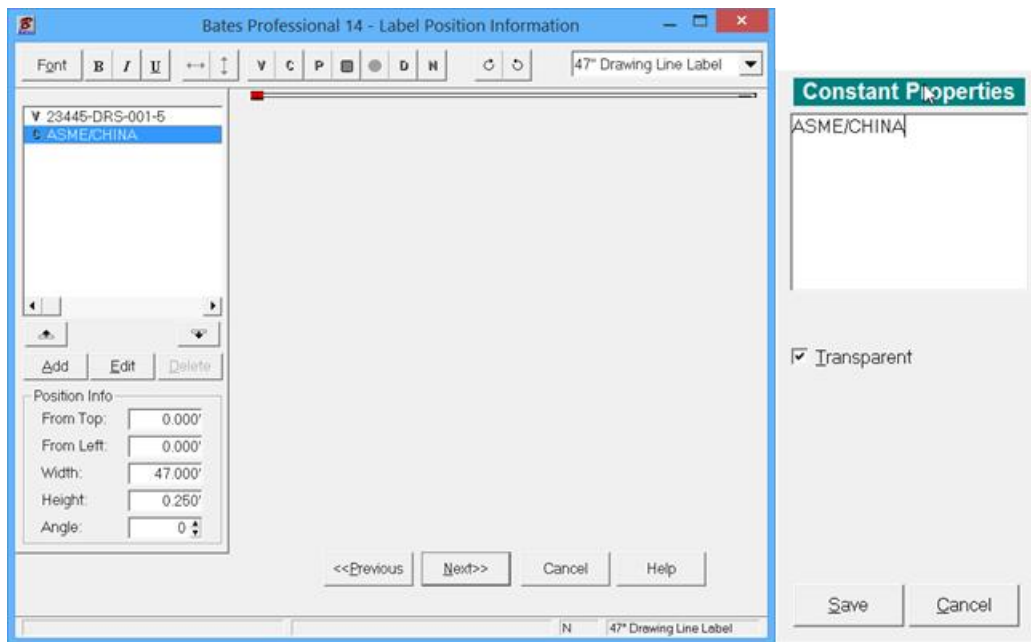 Bates Professional 14 - Label Position Information
Font B I U V C P D N 47" Drawing Line Label
V 23445-DRS-001-5
C ASME/CHINA
Add Edit Delete
Position Info
From Top: 0.000'
From Left: 0.000'
Width: 47.000'
Height: 0.250'
Angle: 0
<<Previous Next>> Cancel Help
N 47" Drawing Line Label
Constant Properties
ASME/CHINA
Transparent
Save Cancel